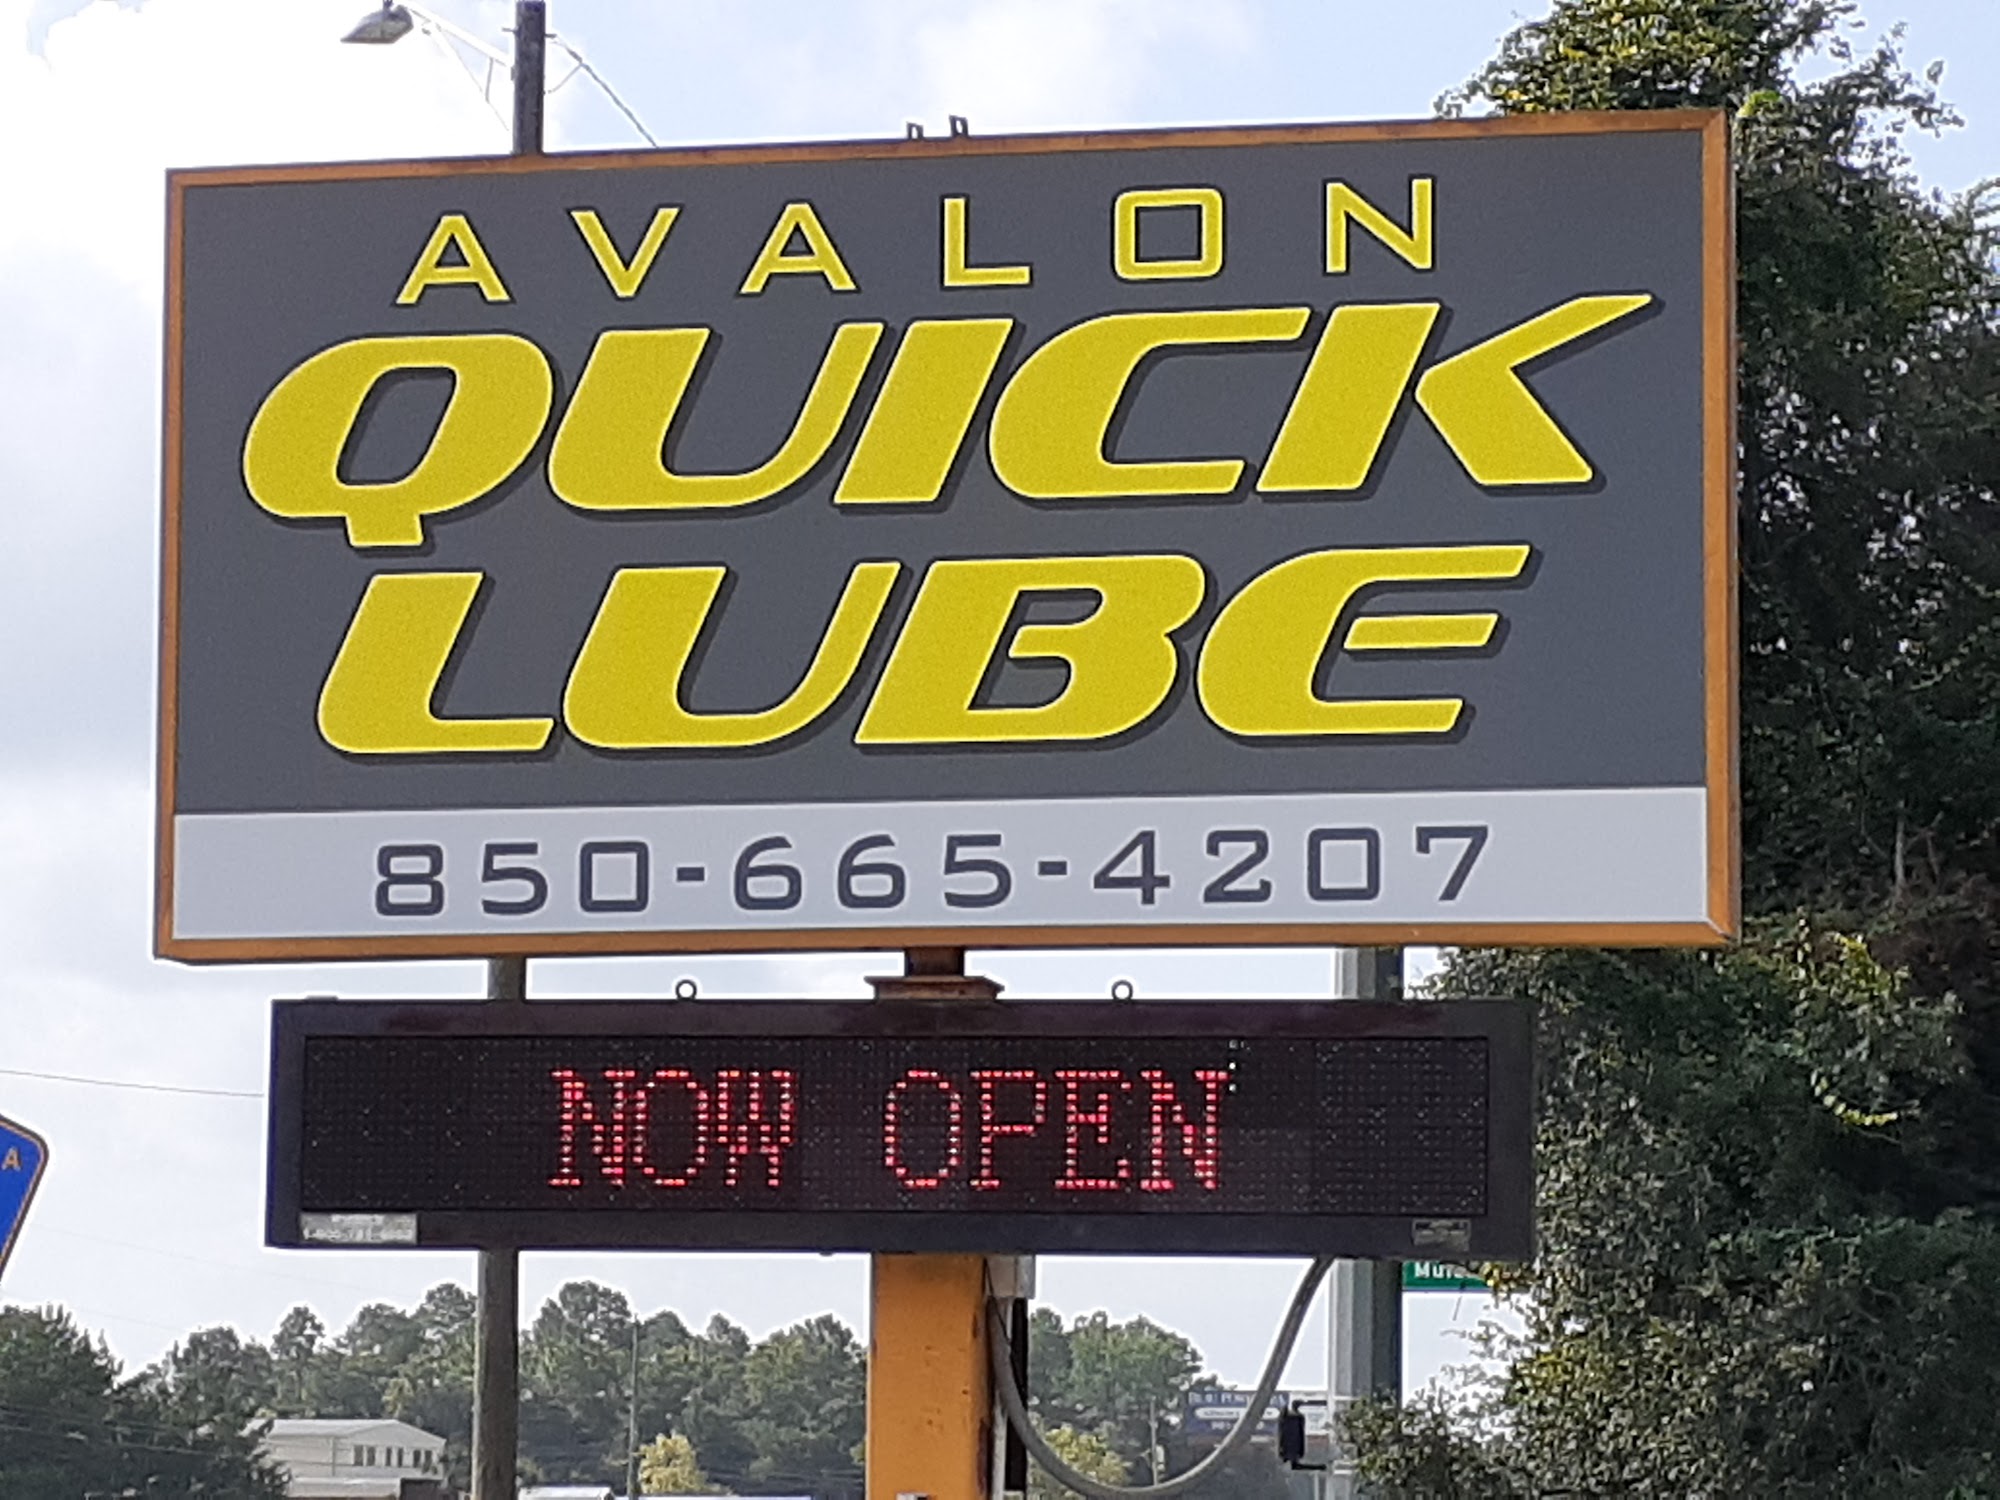 AVALON
QUICK
LUBE
850-665-4207
NOW OPEN
A